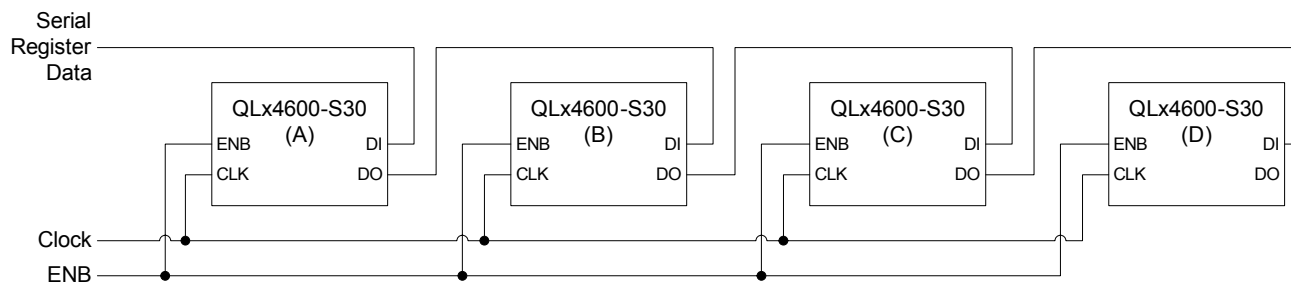 Serial
Register
Data
QLx4600-S30
(A)
ENB
DI
CLK
DO
QLx4600-S30
(B)
ENB
DI
CLK
DO
QLx4600-S30
(C)
ENB
DI
CLK
DO
QLx4600-S30
(D)
ENB
DI
CLK
DO
Clock
ENB